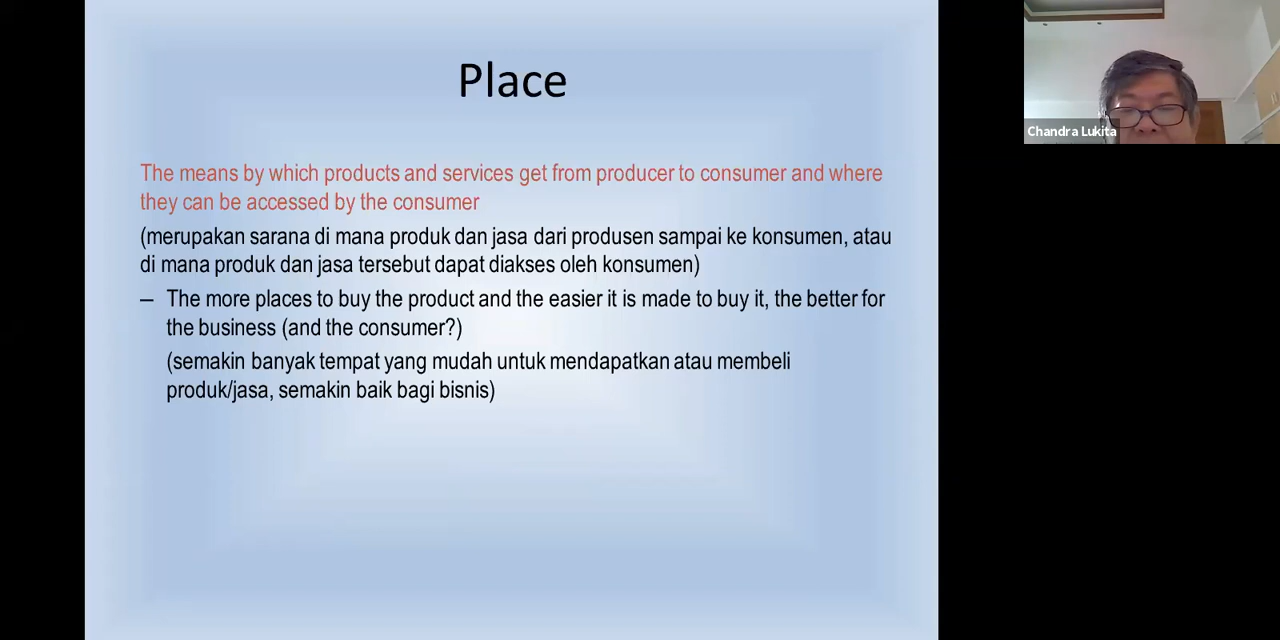 Place
The means by which products and services get from producer to consumer and where
they can be accessed by the consumer
(merupakan sarana di mana produk dan jasa dari produsen sampai ke konsumen, atau
di mana produk dan jasa tersebut dapat diakses oleh konsumen)
– The more places to buy the product and the easier it is made to buy it, the better for
the business (and the consumer?)
(semakin banyak tempat yang mudah untuk mendapatkan atau membeli
produk/jasa, semakin baik bagi bisnis)
Chandra Lukita